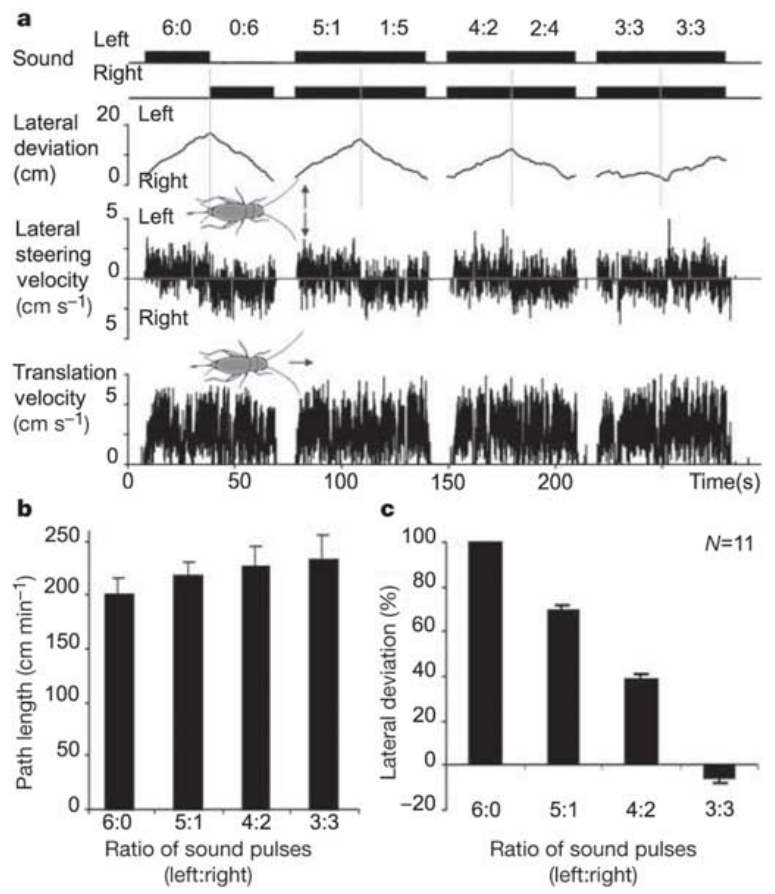 a
6:0 0:6 5:1 1:5 4:2 2:4 3:3 3:3
Sound
Left
Right
Lateral
deviation
(cm)
20
0
Left
Right
Lateral
steering
velocity
(cm s⁻¹)
5
0
5
Left
Right
Translation
velocity
(cm s⁻¹)
5
0
0 50 100 150 200 Time(s)
b
Path length (cm min⁻¹)
250
200
150
100
50
0
6:0 5:1 4:2 3:3
Ratio of sound pulses
(left:right)
c
N=11
Lateral deviation (%)
100
80
60
40
20
0
–20
6:0 5:1 4:2 3:3
Ratio of sound pulses
(left:right)